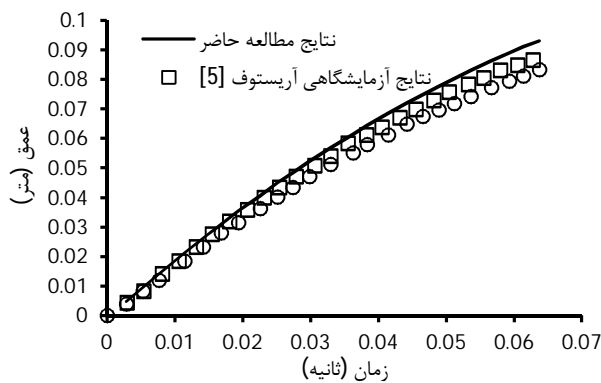 0.1
0.09
0.08
0.07
0.06
0.05
0.04
0.03
0.02
0.01
0
عمق (متر)
نتایج مطالعه حاضر
نتایج آزمایشگاهی آریستوف [5]
0 0.01 0.02 0.03 0.04 0.05 0.06 0.07
زمان (ثانیه)